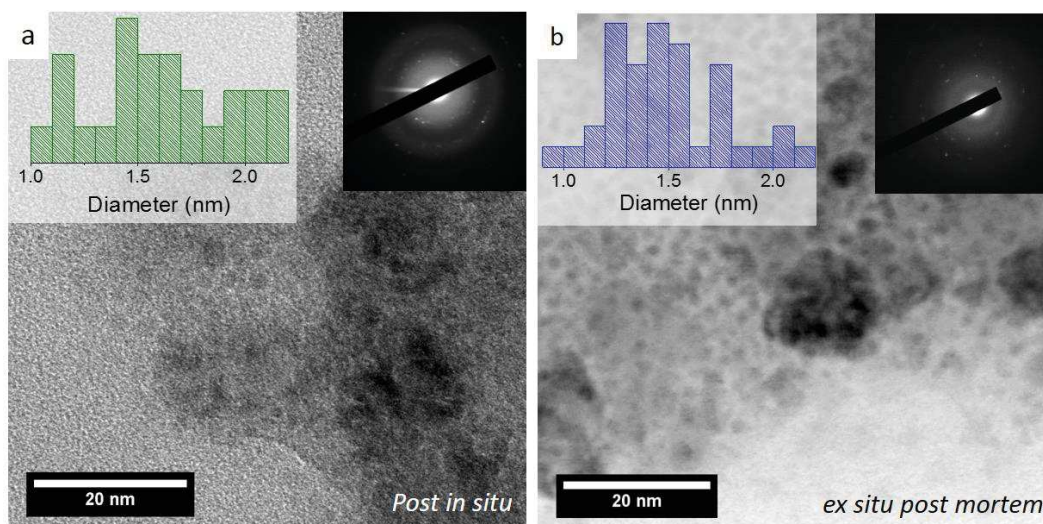 a
1.0 1.5 2.0
Diameter (nm)
20 nm
Post in situ
b
1.0 1.5 2.0
Diameter (nm)
20 nm
ex situ post mortem